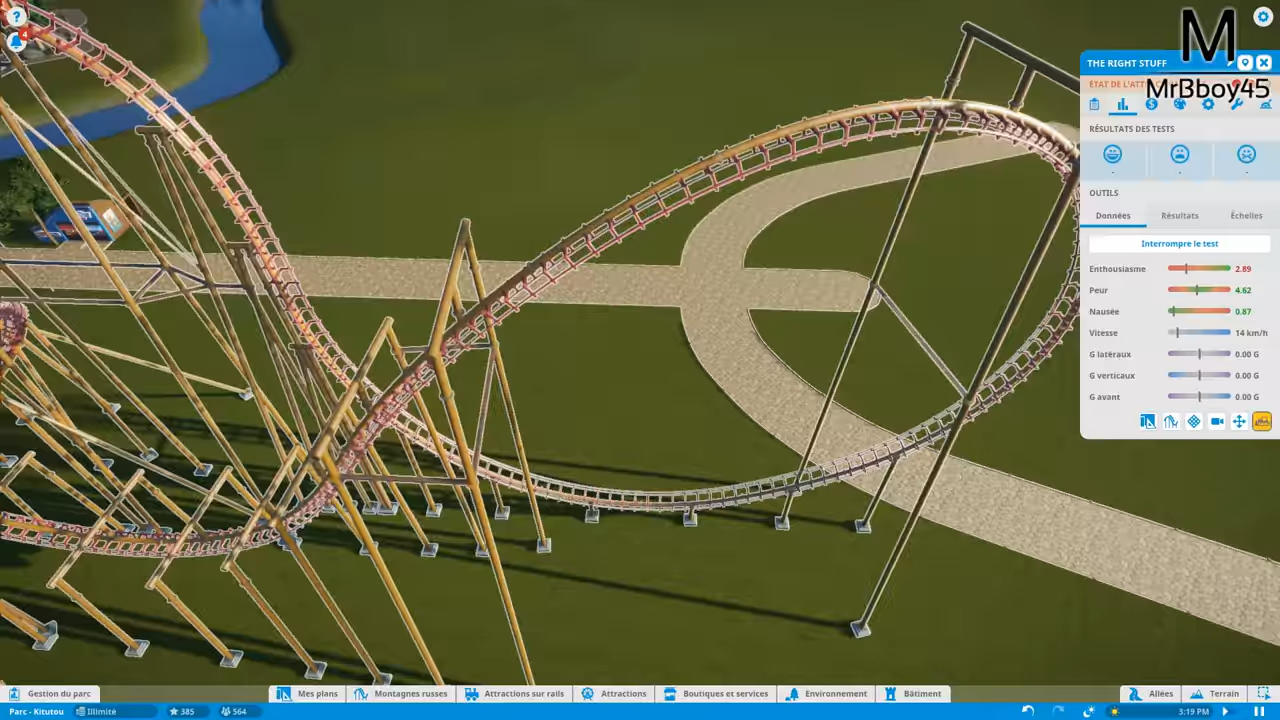 ?
4
M
MrBboy45
THE RIGHT STUFF
ÉTAT DE L'ATT
RÉSULTATS DES TESTS
- - -
OUTILS
Données Résultats Échelles
Interrompre le test
Enthousiasme 2.89
Peur 4.62
Nausée 0.87
Vitesse 14 km/h
G latéraux 0.00 G
G verticaux 0.00 G
G avant 0.00 G
Gestion du parc Mes plans Montagnes russes Attractions sur rails Attractions Boutiques et services Environnement Bâtiment Allées Terrain
Parc - Kitutou Illimité 385 564 3:19 PM